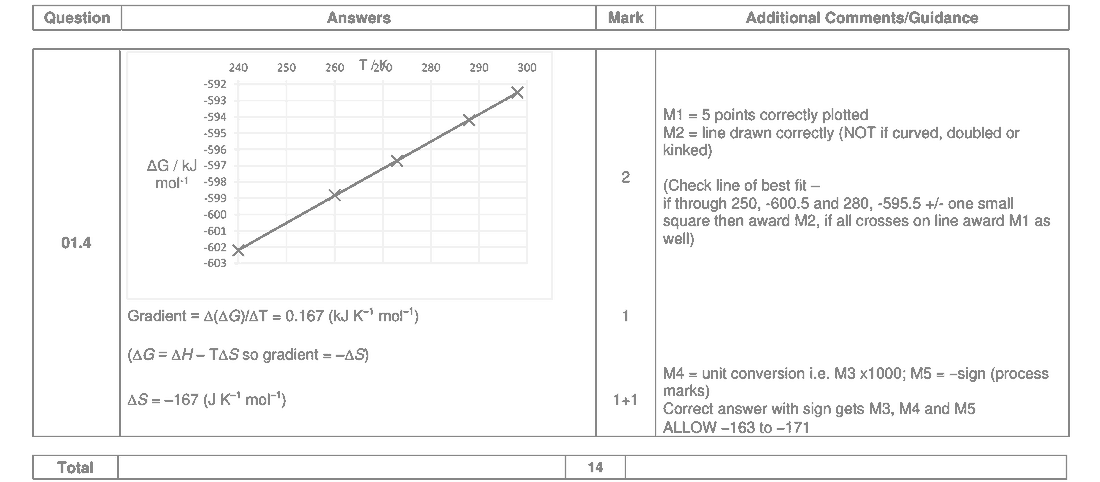 Question Answers Mark Additional Comments/Guidance
T / K
240 250 260 270 280 290 300
-592
-593
-594
-595
-596
-597
-598
-599
-600
-601
-602
-603
ΔG / kJ
mol⁻¹
01.4
2
M1 = 5 points correctly plotted
M2 = line drawn correctly (NOT if curved, doubled or
kinked)
(Check line of best fit –
if through 250, -600.5 and 280, -595.5 +/- one small
square then award M2, if all crosses on line award M1 as
well)
Gradient = Δ(ΔG)/ΔT = 0.167 (kJ K⁻¹ mol⁻¹)
1
(ΔG = ΔH – TΔS so gradient = –ΔS)
ΔS = –167 (J K⁻¹ mol⁻¹)
1+1
M4 = unit conversion i.e. M3 x1000; M5 = –sign (process
marks)
Correct answer with sign gets M3, M4 and M5
ALLOW –163 to –171
Total 14